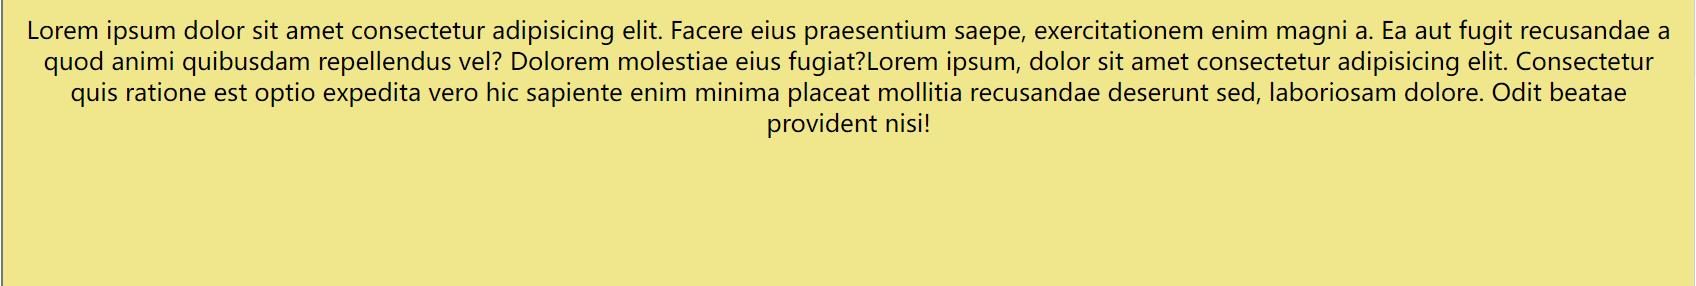 Lorem ipsum dolor sit amet consectetur adipisicing elit. Facere eius praesentium saepe, exercitationem enim magni a. Ea aut fugit recusandae a
quod animi quibusdam repellendus vel? Dolorem molestiae eius fugiat?Lorem ipsum, dolor sit amet consectetur adipisicing elit. Consectetur
quis ratione est optio expedita vero hic sapiente enim minima placeat mollitia recusandae deserunt sed, laboriosam dolore. Odit beatae
provident nisi!